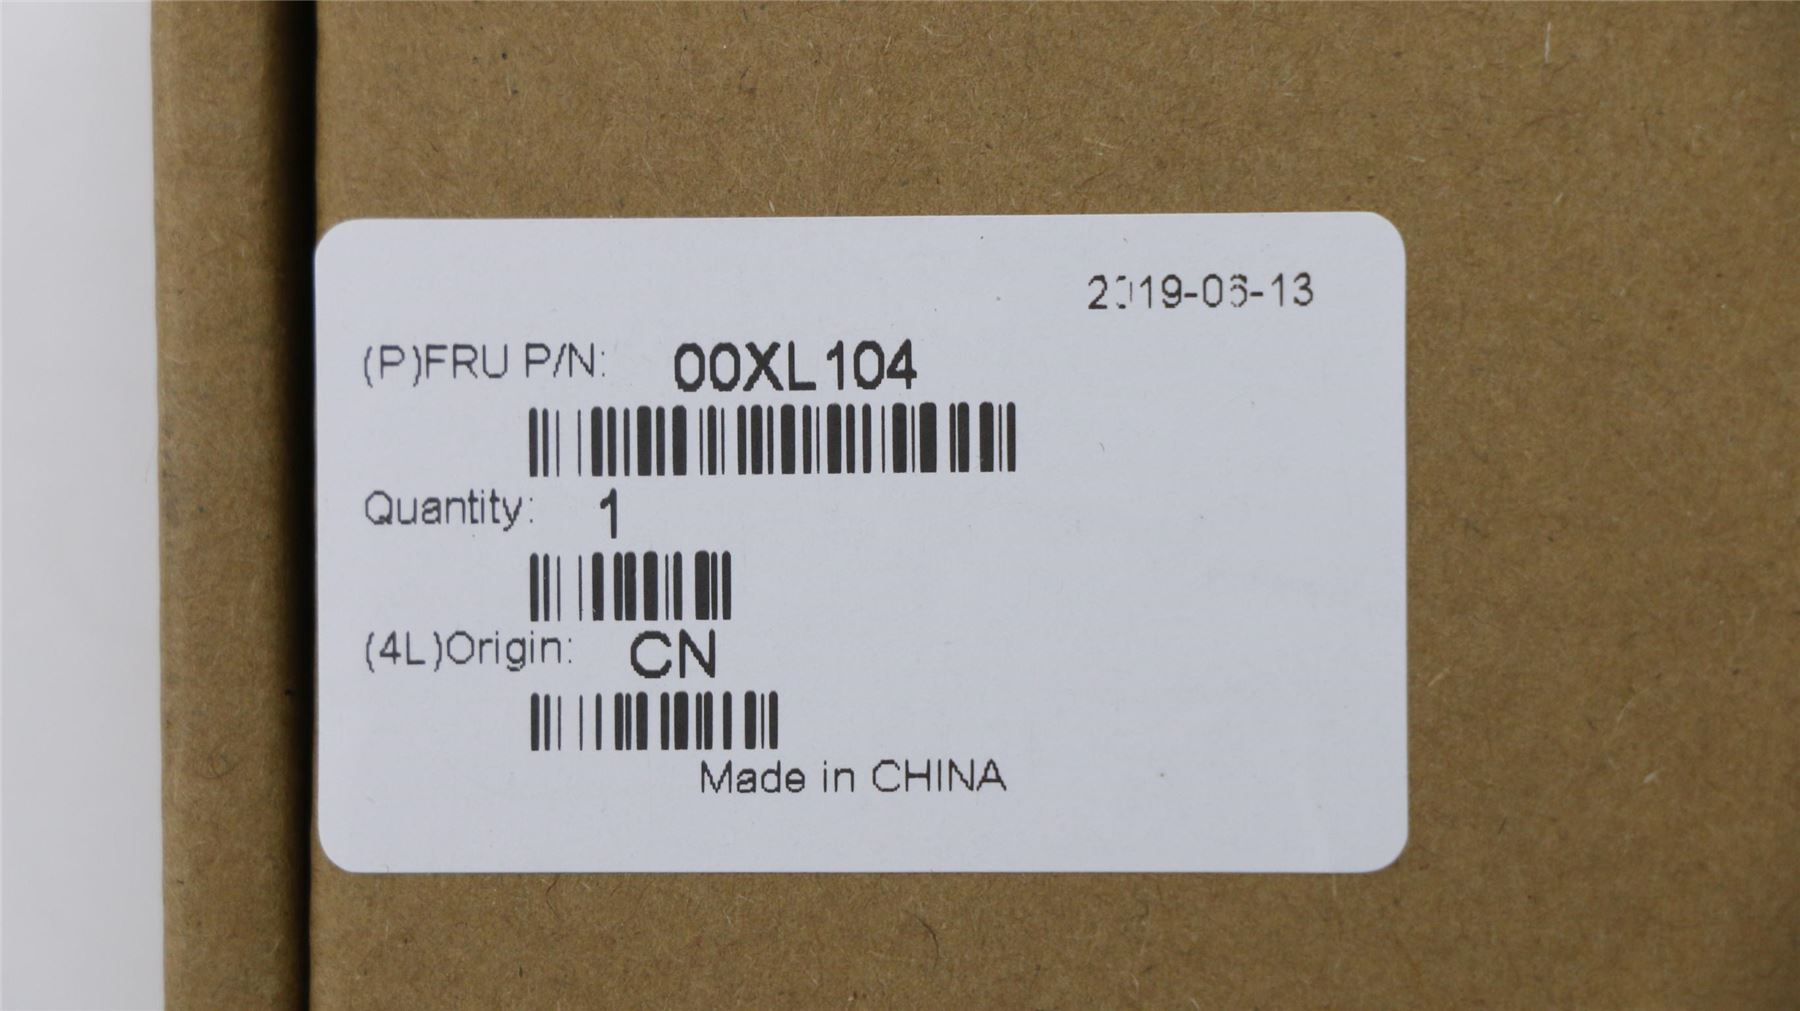 2019-06-13
(P)FRU P/N: 00XL104
Quantity: 1
(4L)Origin: CN
Made in CHINA